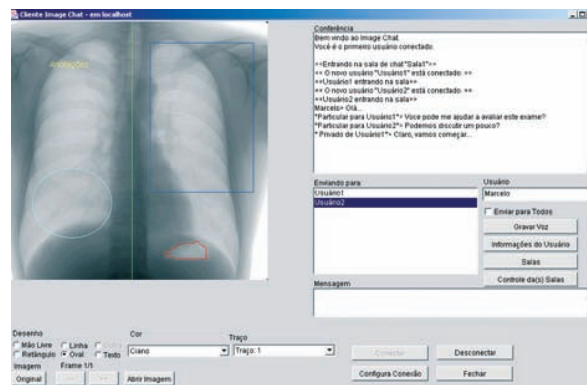 Cliente Image Chat - em localhost
Anotações
Conferência
Bem vindo ao Image Chat.
Você é o primeiro usuário conectado.
==Entrando na sala de chat "Sala1"==
== O novo usuário "Usuário1" está conectado. ==
==Usuário1 entrando na sala==
== O novo usuário "Usuário2" está conectado. ==
==Usuário2 entrando na sala==
Marcelo> Olá...
"Particular para Usuário1"> Voce pode me ajudar a avaliar este exame?
"Particular para Usuário2"> Podemos discutir um pouco?
" Privado de Usuário1"> Claro, vamos começar...
Enviando para
Usuário1
Usuário2
Usuário
Marcelo
Enviar para Todos
Gravar Voz
Informações do Usuário
Salas
Controle da(s) Salas
Mensagem
Desenho
Mão Livre
Linha
Retângulo
Oval
Texto
Cor
Ciano
Traço
Traço: 1
Imagem
Frame 1/1
Original
Abrir Imagem
Conectar
Desconectar
Configura Conexão
Fechar